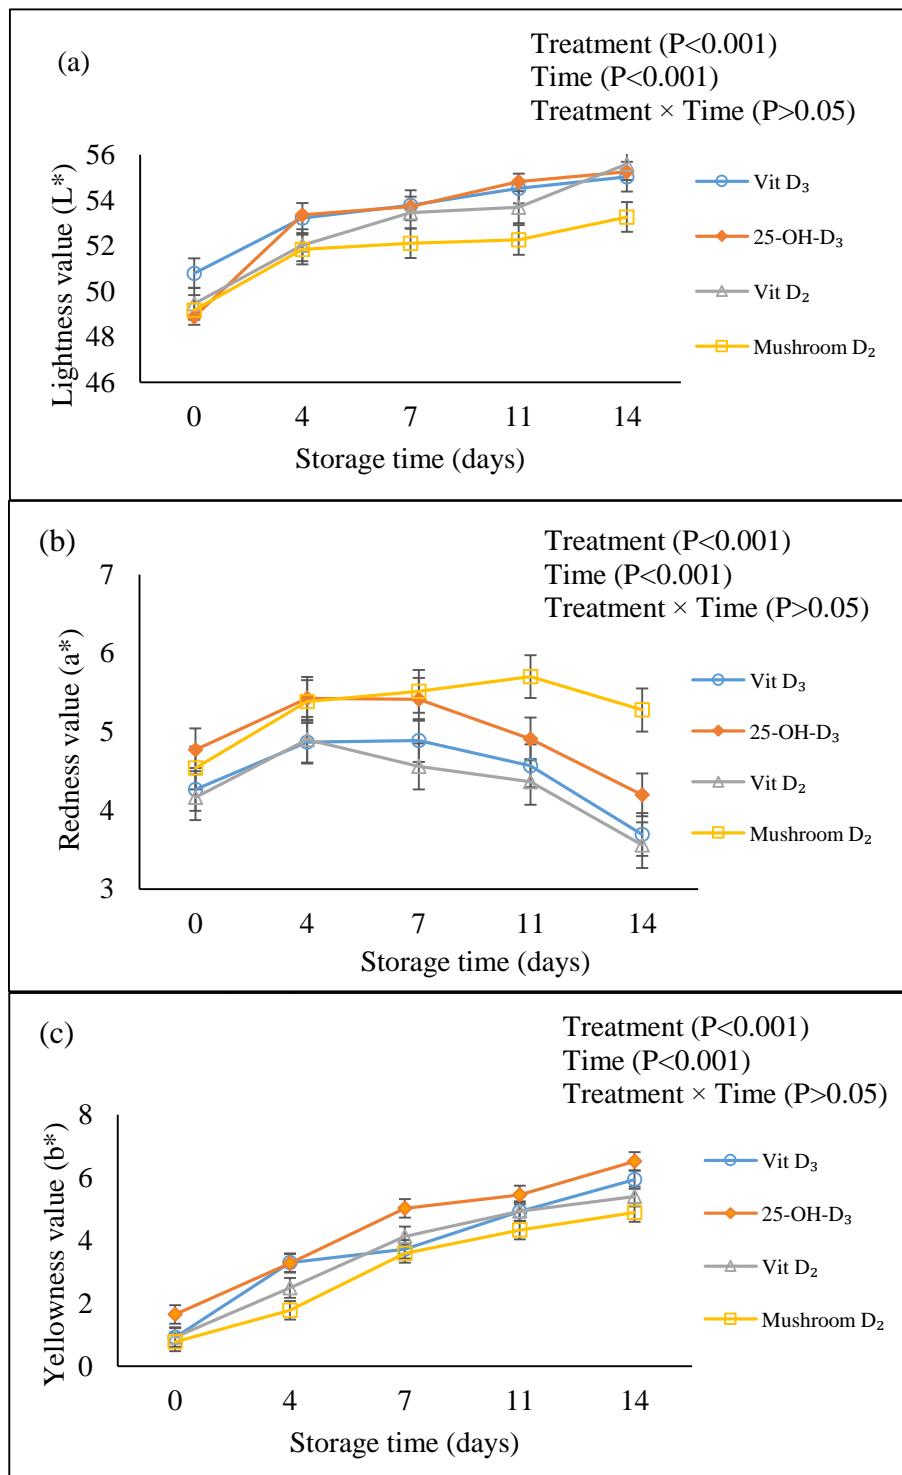 (a)
Treatment (P<0.001)
Time (P<0.001)
Treatment × Time (P>0.05)
Lightness value (L*)
56
54
52
50
48
46
0 4 7 11 14
Storage time (days)
Vit D₃
25-OH-D₃
Vit D₂
Mushroom D₂
(b)
Treatment (P<0.001)
Time (P<0.001)
Treatment × Time (P>0.05)
Redness value (a*)
7
6
5
4
3
0 4 7 11 14
Storage time (days)
Vit D₃
25-OH-D₃
Vit D₂
Mushroom D₂
(c)
Treatment (P<0.001)
Time (P<0.001)
Treatment × Time (P>0.05)
Yellowness value (b*)
8
6
4
2
0
0 4 7 11 14
Storage time (days)
Vit D₃
25-OH-D₃
Vit D₂
Mushroom D₂